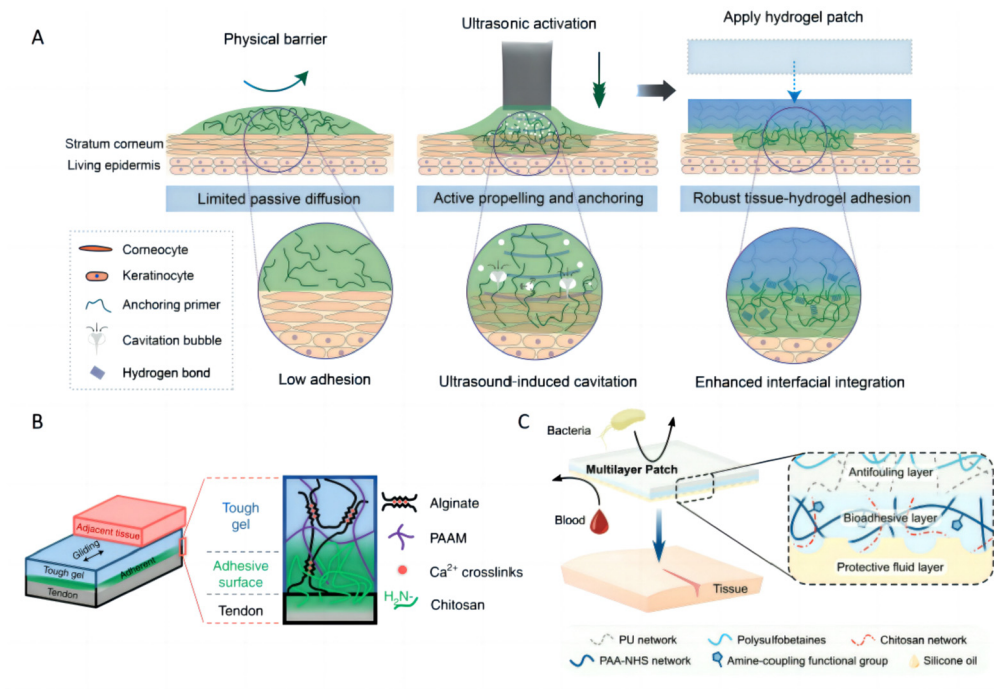 A
Physical barrier
Ultrasonic activation
Apply hydrogel patch
Stratum corneum
Living epidermis
Limited passive diffusion
Active propelling and anchoring
Robust tissue-hydrogel adhesion
Corneocyte
Keratinocyte
Anchoring primer
Cavitation bubble
Hydrogen bond
Low adhesion
Ultrasound-induced cavitation
Enhanced interfacial integration
B
Adjacent tissue
Gliding
Tough gel
Adherent
Tendon
Tough
gel
Adhesive
surface
Tendon
Alginate
PAAM
Ca²⁺ crosslinks
H₂N-
Chitosan
C
Bacteria
Multilayer Patch
Blood
Tissue
Antifouling layer
Bioadhesive layer
Protective fluid layer
PU network
Polysulfobetaines
Chitosan network
PAA-NHS network
Amine-coupling functional group
Silicone oil